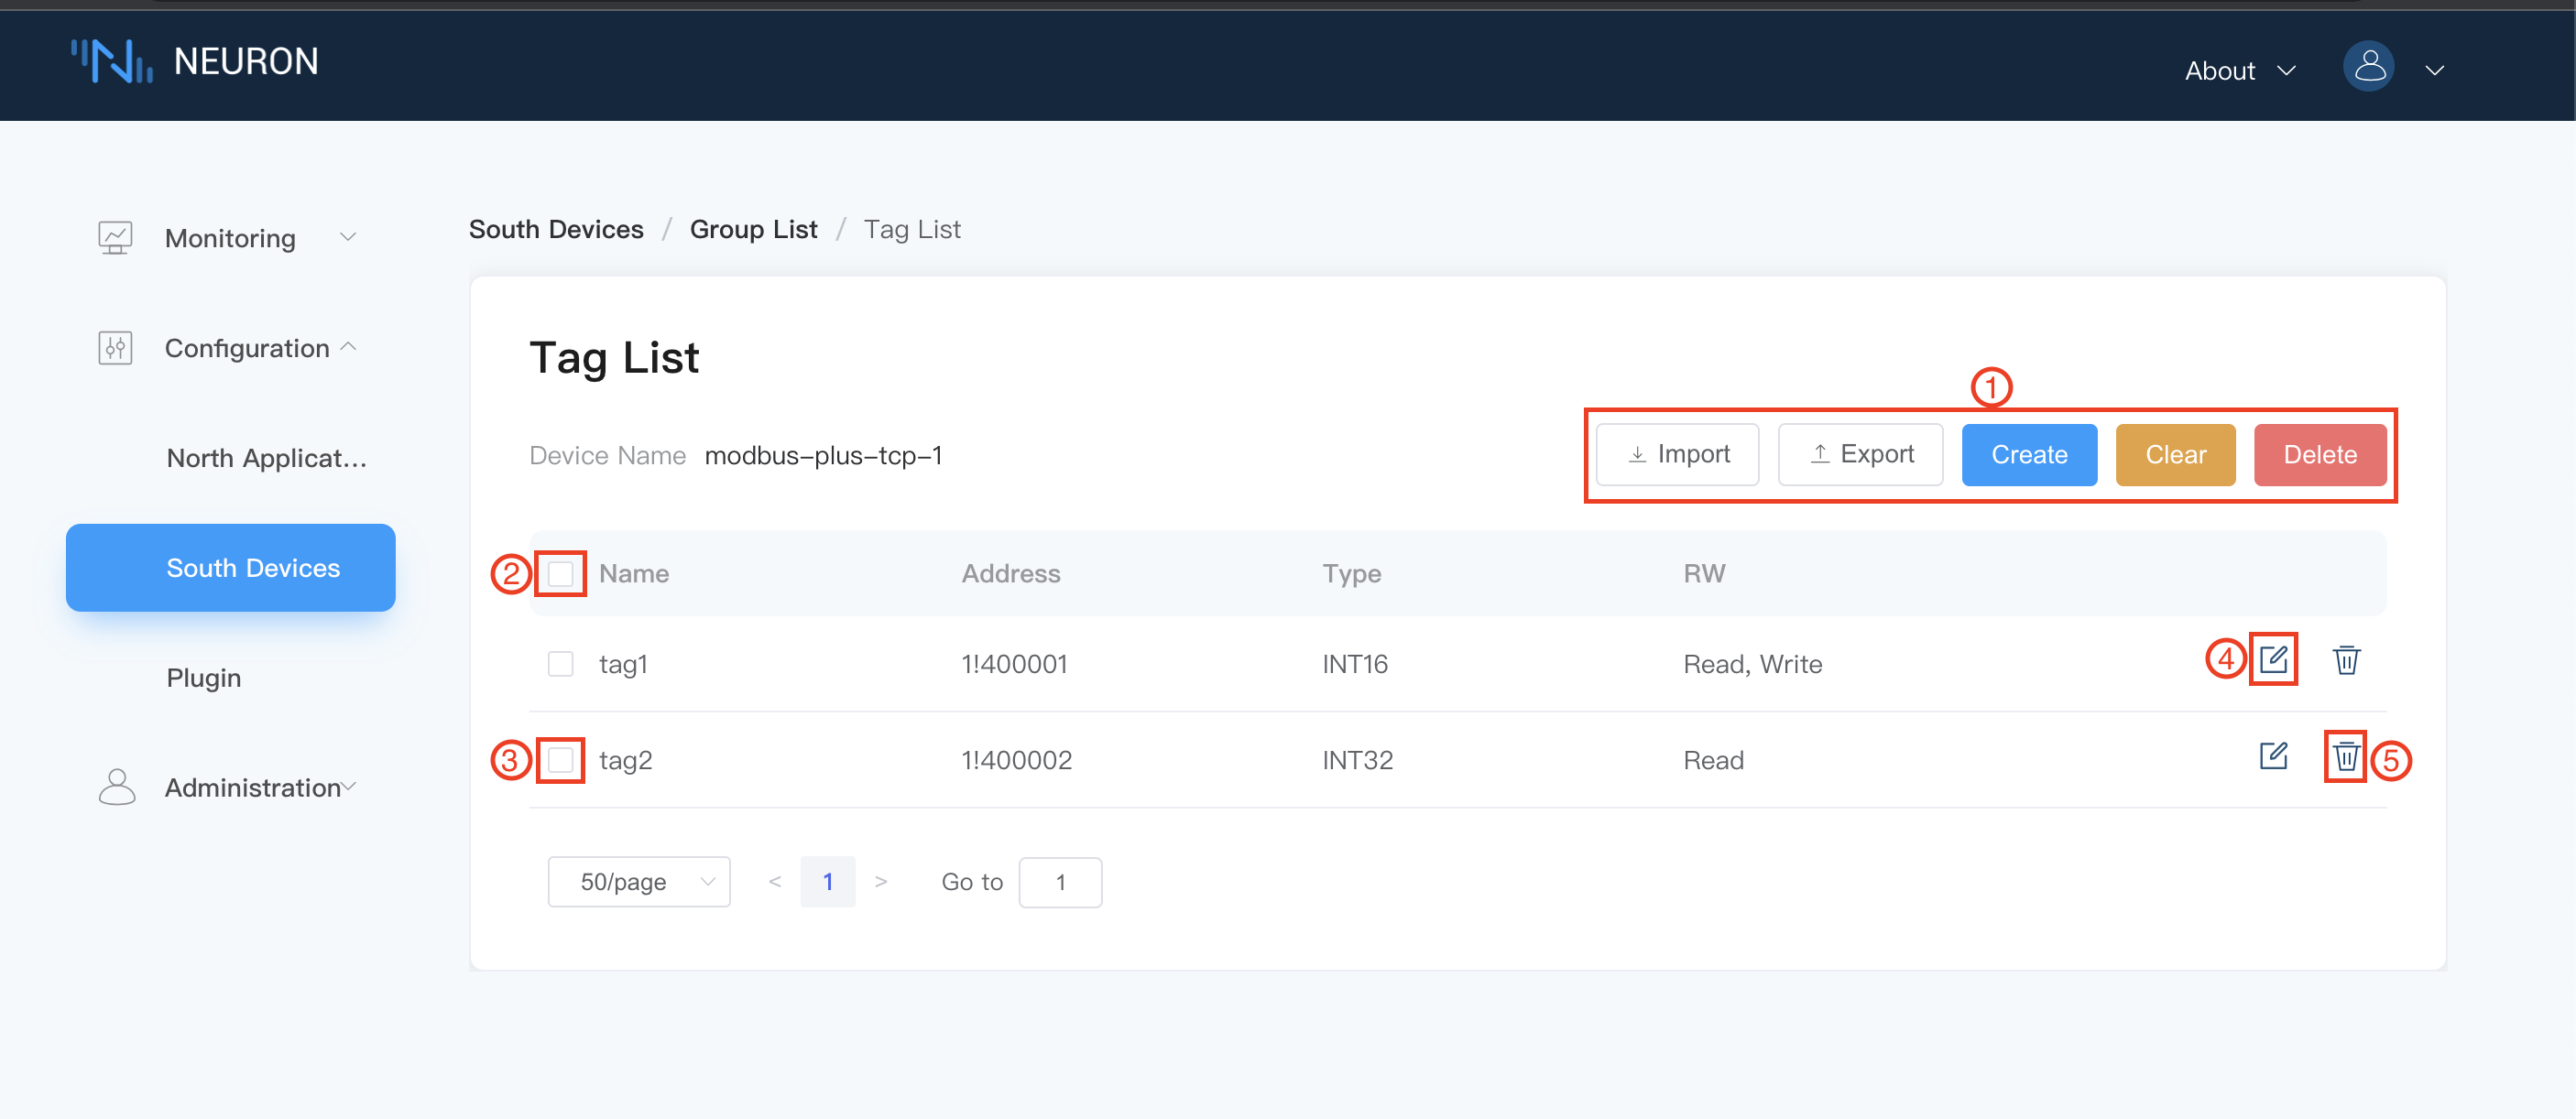 NEURON
About
Monitoring
Configuration
North Applicat...
South Devices
Plugin
Administration
South Devices / Group List / Tag List
Tag List
①
Device Name modbus-plus-tcp-1
Import Export Create Clear Delete
② Name Address Type RW
tag1 1!400001 INT16 Read, Write ④
③ tag2 1!400002 INT32 Read ⑤
50/page < 1 > Go to 1